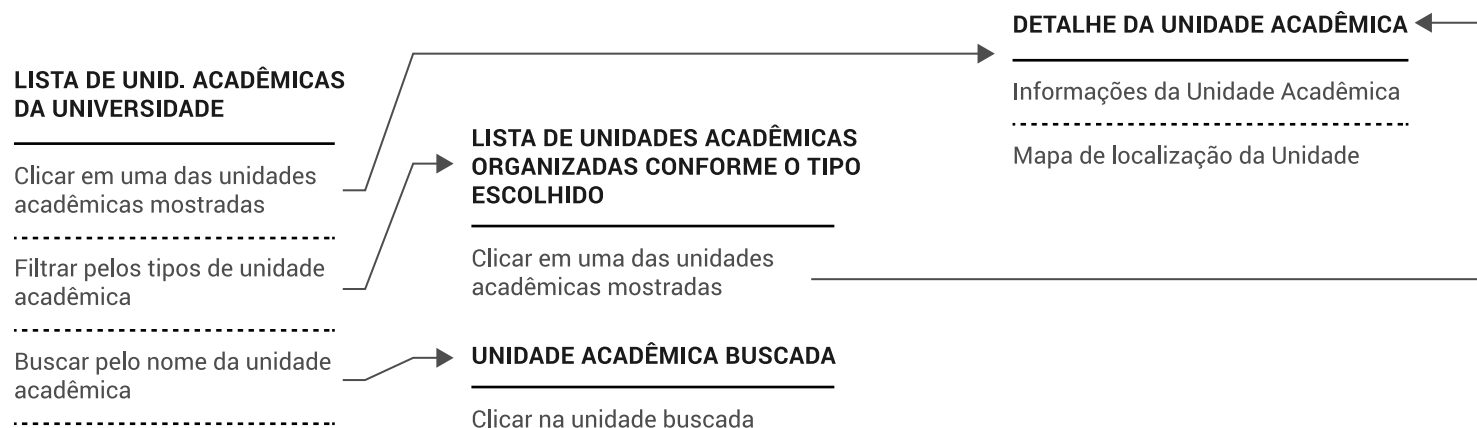 LISTA DE UNID. ACADÊMICAS
DA UNIVERSIDADE
Clicar em uma das unidades
acadêmicas mostradas
Filtrar pelos tipos de unidade
acadêmica
Buscar pelo nome da unidade
acadêmica
LISTA DE UNIDADES ACADÊMICAS
ORGANIZADAS CONFORME O TIPO
ESCOLHIDO
Clicar em uma das unidades
acadêmicas mostradas
UNIDADE ACADÊMICA BUSCADA
Clicar na unidade buscada
DETALHE DA UNIDADE ACADÊMICA
Informações da Unidade Acadêmica
Mapa de localização da Unidade